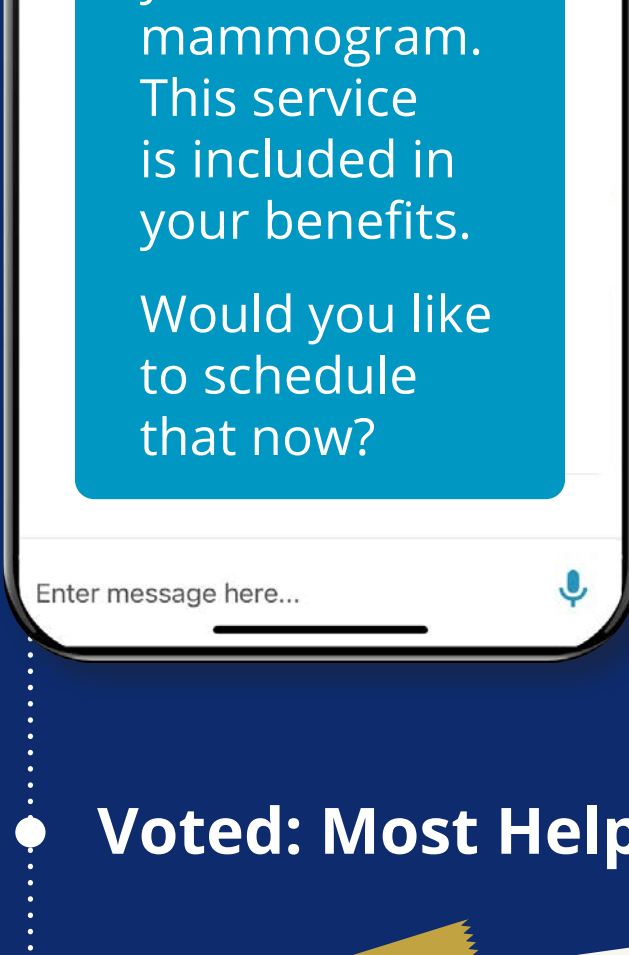 mammogram.
This service
is included in
your benefits.
Would you like
to schedule
that now?
Enter message here...
Voted: Most Help